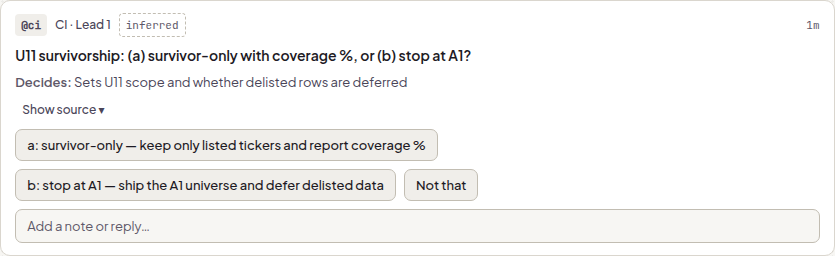 @ci CI · Lead 1 inferred 1m
U11 survivorship: (a) survivor-only with coverage %, or (b) stop at A1?
Decides: Sets U11 scope and whether delisted rows are deferred
Show source ▾
a: survivor-only — keep only listed tickers and report coverage %
b: stop at A1 — ship the A1 universe and defer delisted data Not that
Add a note or reply…